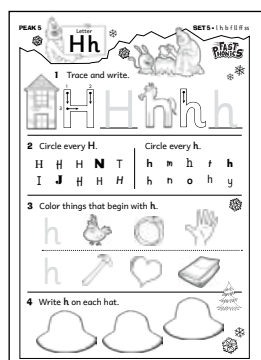 PEAK 5
Letter
Hh
SET 5 • l h b f ll ff ss
FAST PHONICS
1 Trace and write.
H H h h
2 Circle every H. Circle every h.
H H H N T h m h t h
I J H H H h n o h y
3 Color things that begin with h.
h
h
4 Write h on each hat.